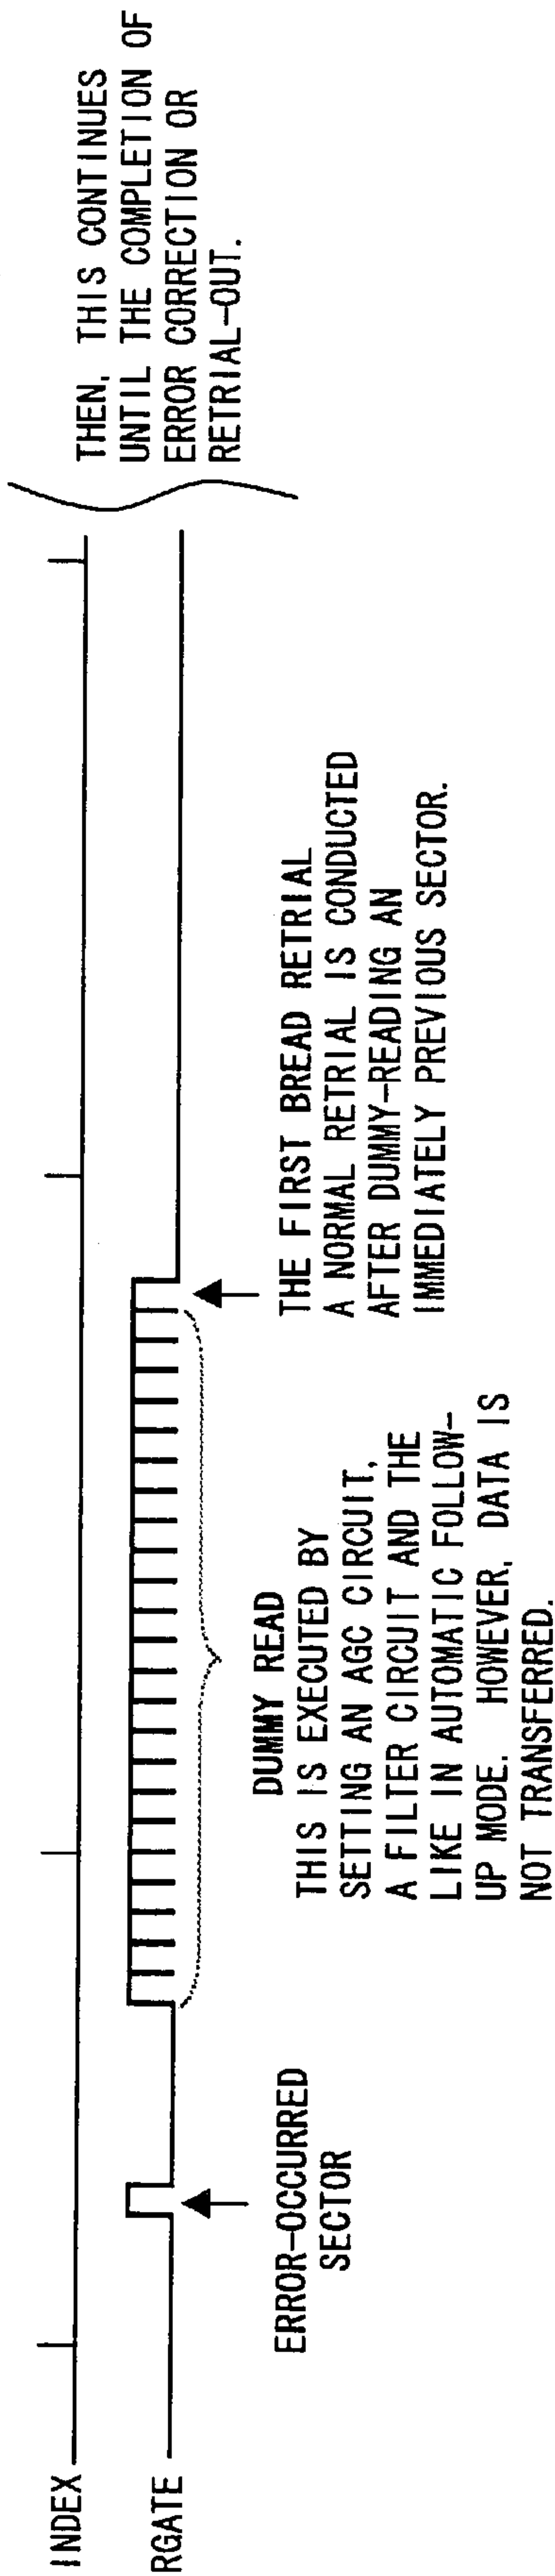 INDEX
RGATE
ERROR-OCCURRED
SECTOR
DUMMY READ
THIS IS EXECUTED BY
SETTING AN AGC CIRCUIT,
A FILTER CIRCUIT AND THE
LIKE IN AUTOMATIC FOLLOW-
UP MODE. HOWEVER, DATA IS
NOT TRANSFERRED.
THE FIRST BREAD RETRIAL
A NORMAL RETRIAL IS CONDUCTED
AFTER DUMMY-READING AN
IMMEDIATELY PREVIOUS SECTOR.
THEN, THIS CONTINUES
UNTIL THE COMPLETION OF
ERROR CORRECTION OR
RETRIAL-OUT.